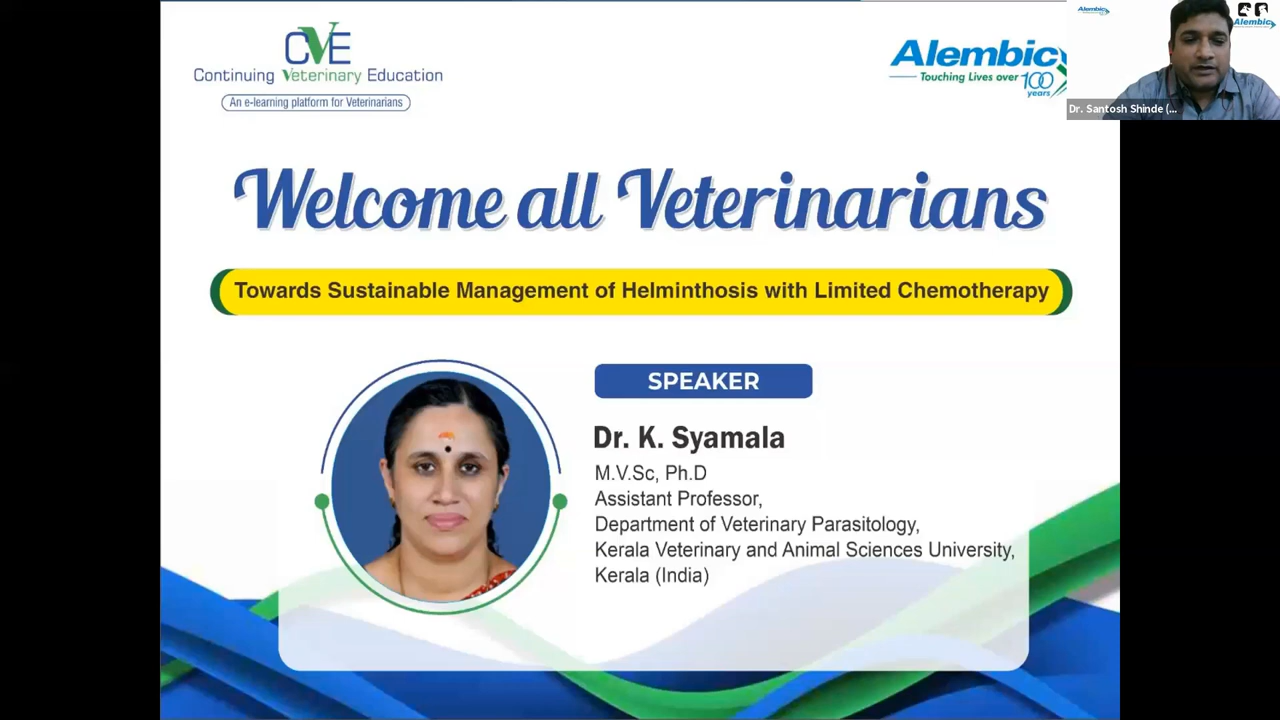 CVE
Continuing Veterinary Education
An e-learning platform for Veterinarians
Alembic
Touching Lives over 100
years
Alembic
Alembic
Dr. Santosh Shinde (...
Welcome all Veterinarians
Towards Sustainable Management of Helminthosis with Limited Chemotherapy
SPEAKER
Dr. K. Syamala
M.V.Sc, Ph.D
Assistant Professor,
Department of Veterinary Parasitology,
Kerala Veterinary and Animal Sciences University,
Kerala (India)